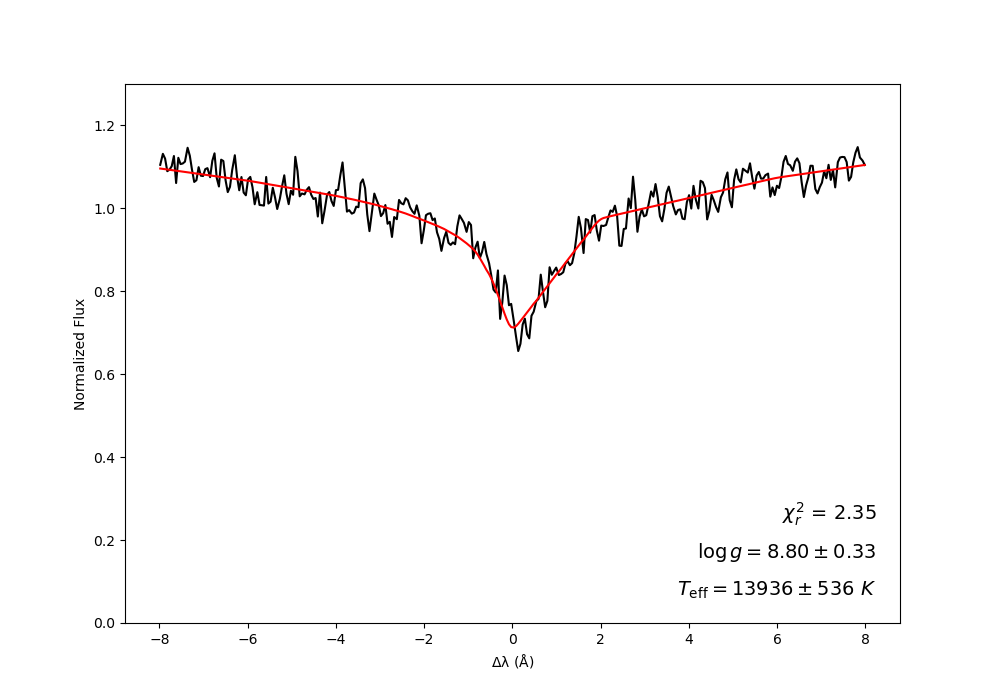 1.2
1.0
0.8
0.6
0.4
0.2
0.0
Normalized Flux
χ²ᵣ = 2.35
log g = 8.80 ± 0.33
T_eff = 13936 ± 536 K
−8 −6 −4 −2 0 2 4 6 8
Δλ (Å)